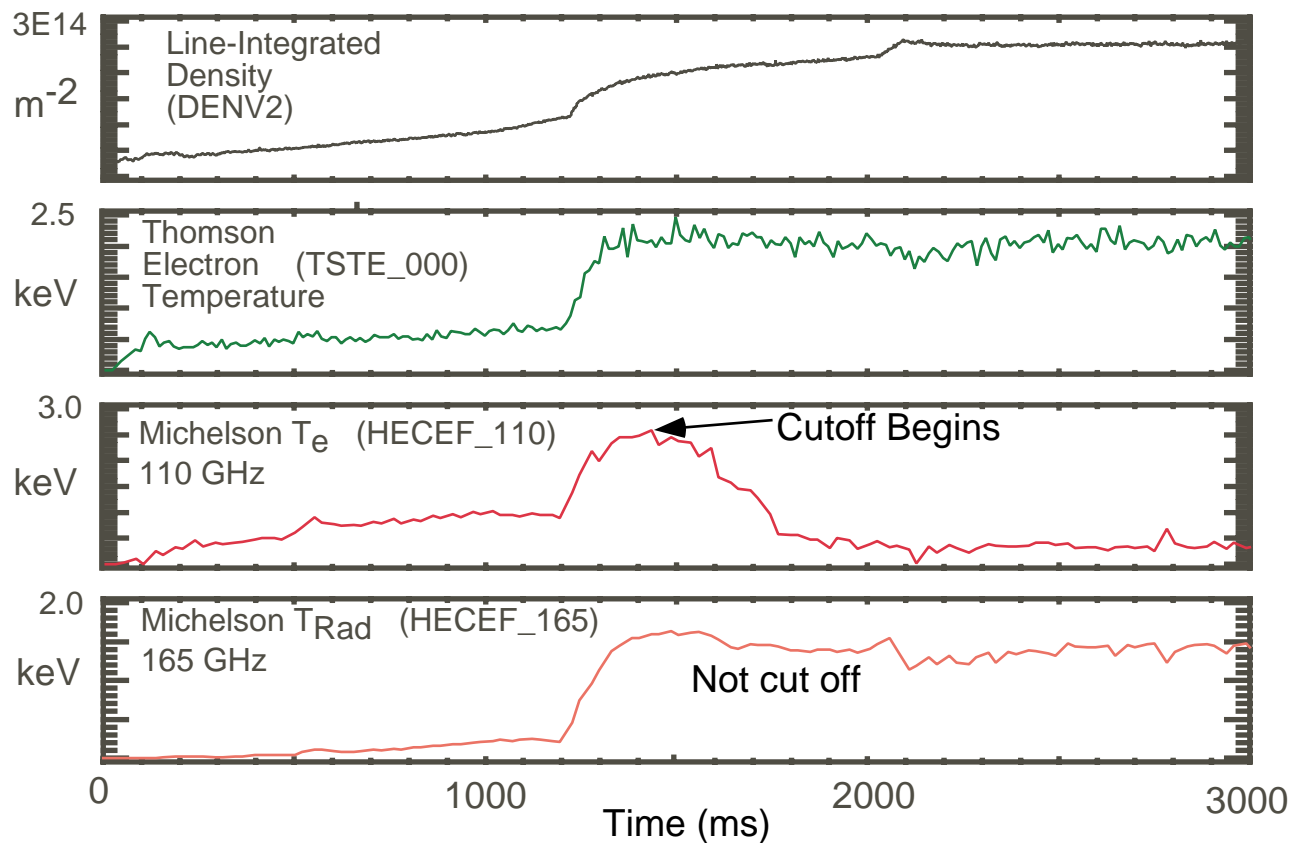 3E14
m-2
Line-Integrated
Density
(DENV2)
2.5
keV
Thomson
Electron (TSTE_000)
Temperature
3.0
keV
Michelson Te (HECEF_110)
110 GHz
Cutoff Begins
2.0
keV
Michelson TRad (HECEF_165)
165 GHz
Not cut off
0 1000 2000 3000
Time (ms)